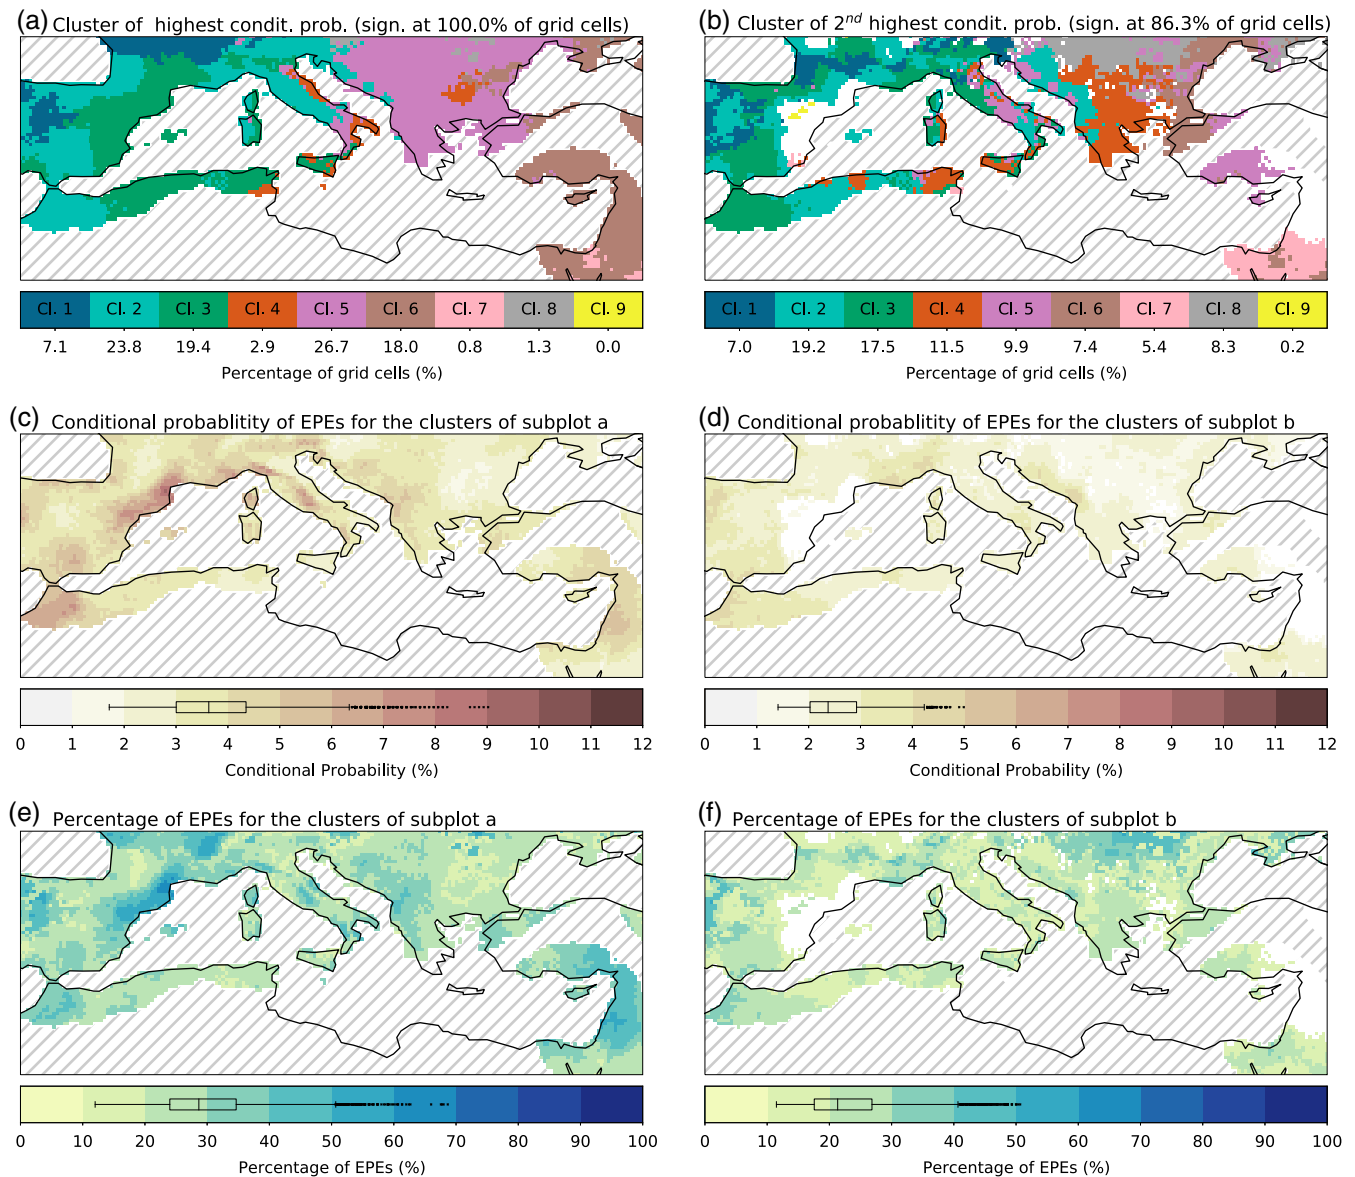 (a) Cluster of  highest condit. prob. (sign. at 100.0% of grid cells)
Cl. 1 Cl. 2 Cl. 3 Cl. 4 Cl. 5 Cl. 6 Cl. 7 Cl. 8 Cl. 9
7.1 23.8 19.4 2.9 26.7 18.0 0.8 1.3 0.0
Percentage of grid cells (%)
(b) Cluster of 2nd highest condit. prob. (sign. at 86.3% of grid cells)
Cl. 1 Cl. 2 Cl. 3 Cl. 4 Cl. 5 Cl. 6 Cl. 7 Cl. 8 Cl. 9
7.0 19.2 17.5 11.5 9.9 7.4 5.4 8.3 0.2
Percentage of grid cells (%)
(c) Conditional probablitity of EPEs for the clusters of subplot a
0 1 2 3 4 5 6 7 8 9 10 11 12
Conditional Probability (%)
(d) Conditional probablitity of EPEs for the clusters of subplot b
0 1 2 3 4 5 6 7 8 9 10 11 12
Conditional Probability (%)
(e) Percentage of EPEs for the clusters of subplot a
0 10 20 30 40 50 60 70 80 90 100
Percentage of EPEs (%)
(f) Percentage of EPEs for the clusters of subplot b
0 10 20 30 40 50 60 70 80 90 100
Percentage of EPEs (%)